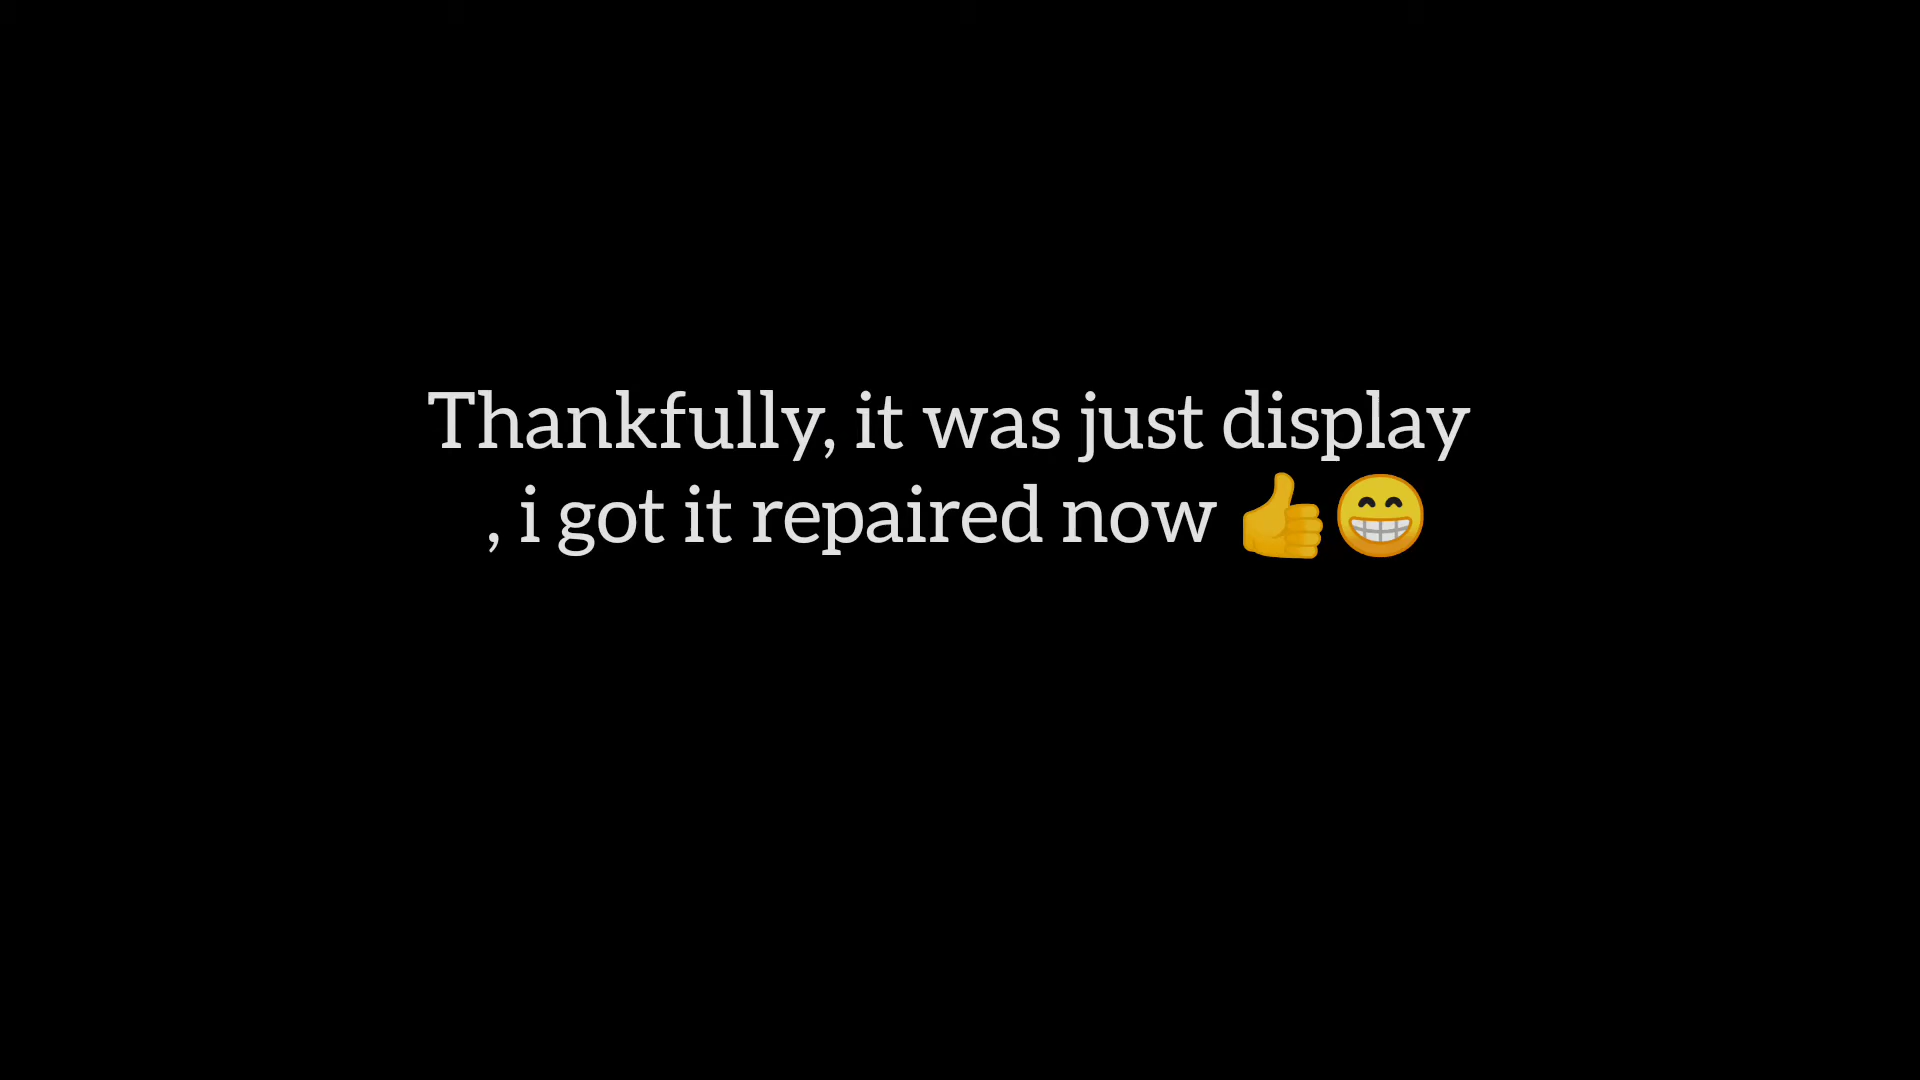 Thankfully, it was just display
, i got it repaired now 👍😁